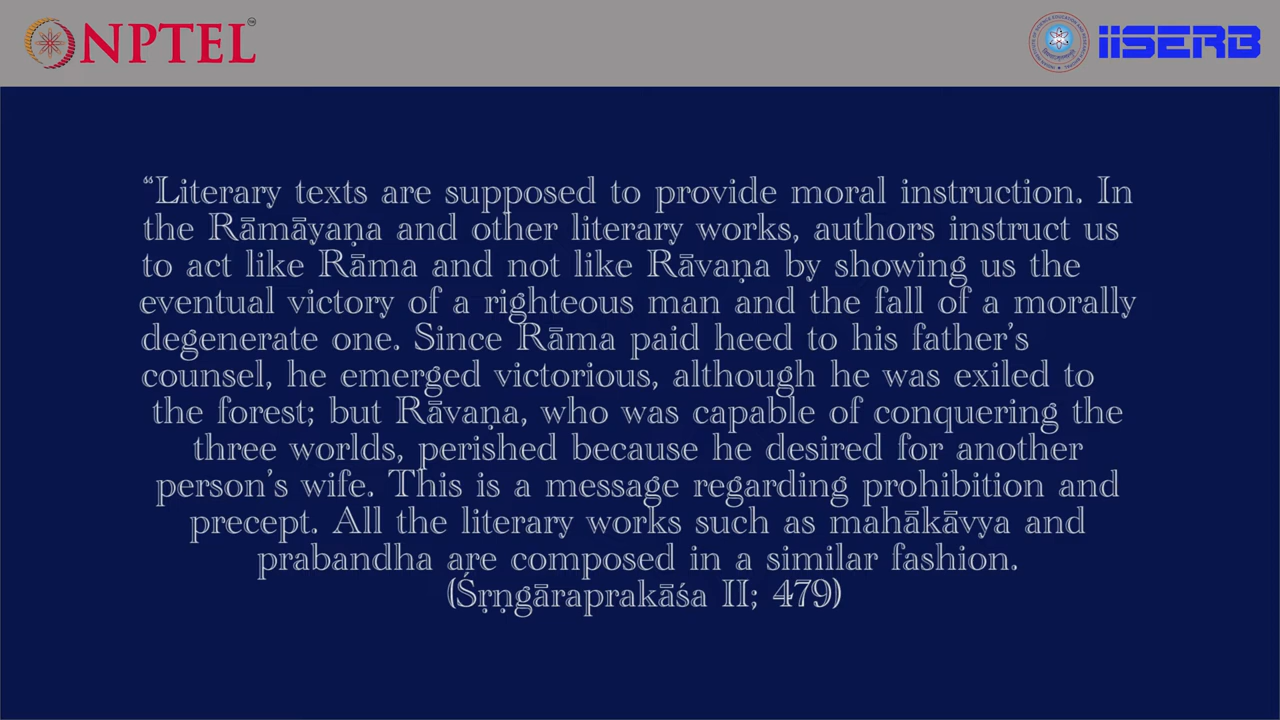 NPTEL
IISERB
“Literary texts are supposed to provide moral instruction. In
the Rāmāyaṇa and other literary works, authors instruct us
to act like Rāma and not like Rāvaṇa by showing us the
eventual victory of a righteous man and the fall of a morally
degenerate one. Since Rāma paid heed to his father's
counsel, he emerged victorious, although he was exiled to
the forest; but Rāvaṇa, who was capable of conquering the
three worlds, perished because he desired for another
person's wife. This is a message regarding prohibition and
precept. All the literary works such as mahākāvya and
prabandha are composed in a similar fashion.
(Śṛṇgāraprakāśa II; 479)